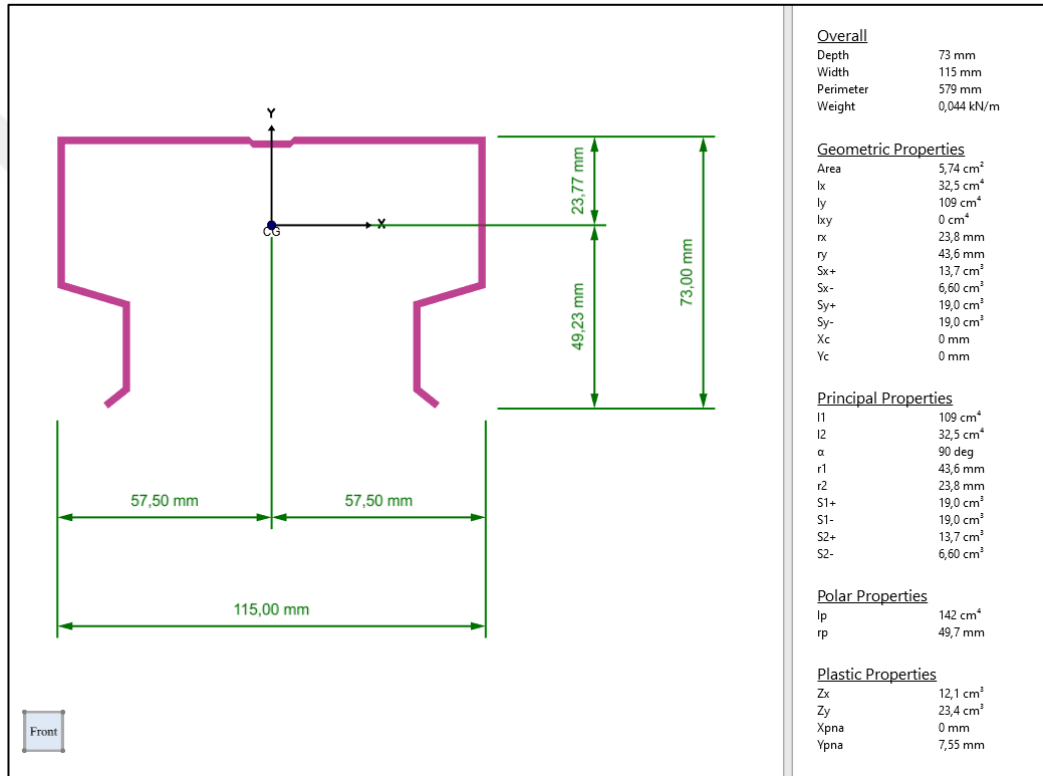 Y
X
CG
23,77 mm
49,23 mm
73,00 mm
57,50 mm
57,50 mm
115,00 mm
Front
Overall
Depth 73 mm
Width 115 mm
Perimeter 579 mm
Weight 0,044 kN/m
Geometric Properties
Area 5,74 cm²
Ix 32,5 cm⁴
Iy 109 cm⁴
Ixy 0 cm⁴
rx 23,8 mm
ry 43,6 mm
Sx+ 13,7 cm³
Sx- 6,60 cm³
Sy+ 19,0 cm³
Sy- 19,0 cm³
Xc 0 mm
Yc 0 mm
Principal Properties
I1 109 cm⁴
I2 32,5 cm⁴
α 90 deg
r1 43,6 mm
r2 23,8 mm
S1+ 19,0 cm³
S1- 19,0 cm³
S2+ 13,7 cm³
S2- 6,60 cm³
Polar Properties
Ip 142 cm⁴
rp 49,7 mm
Plastic Properties
Zx 12,1 cm³
Zy 23,4 cm³
Xpna 0 mm
Ypna 7,55 mm